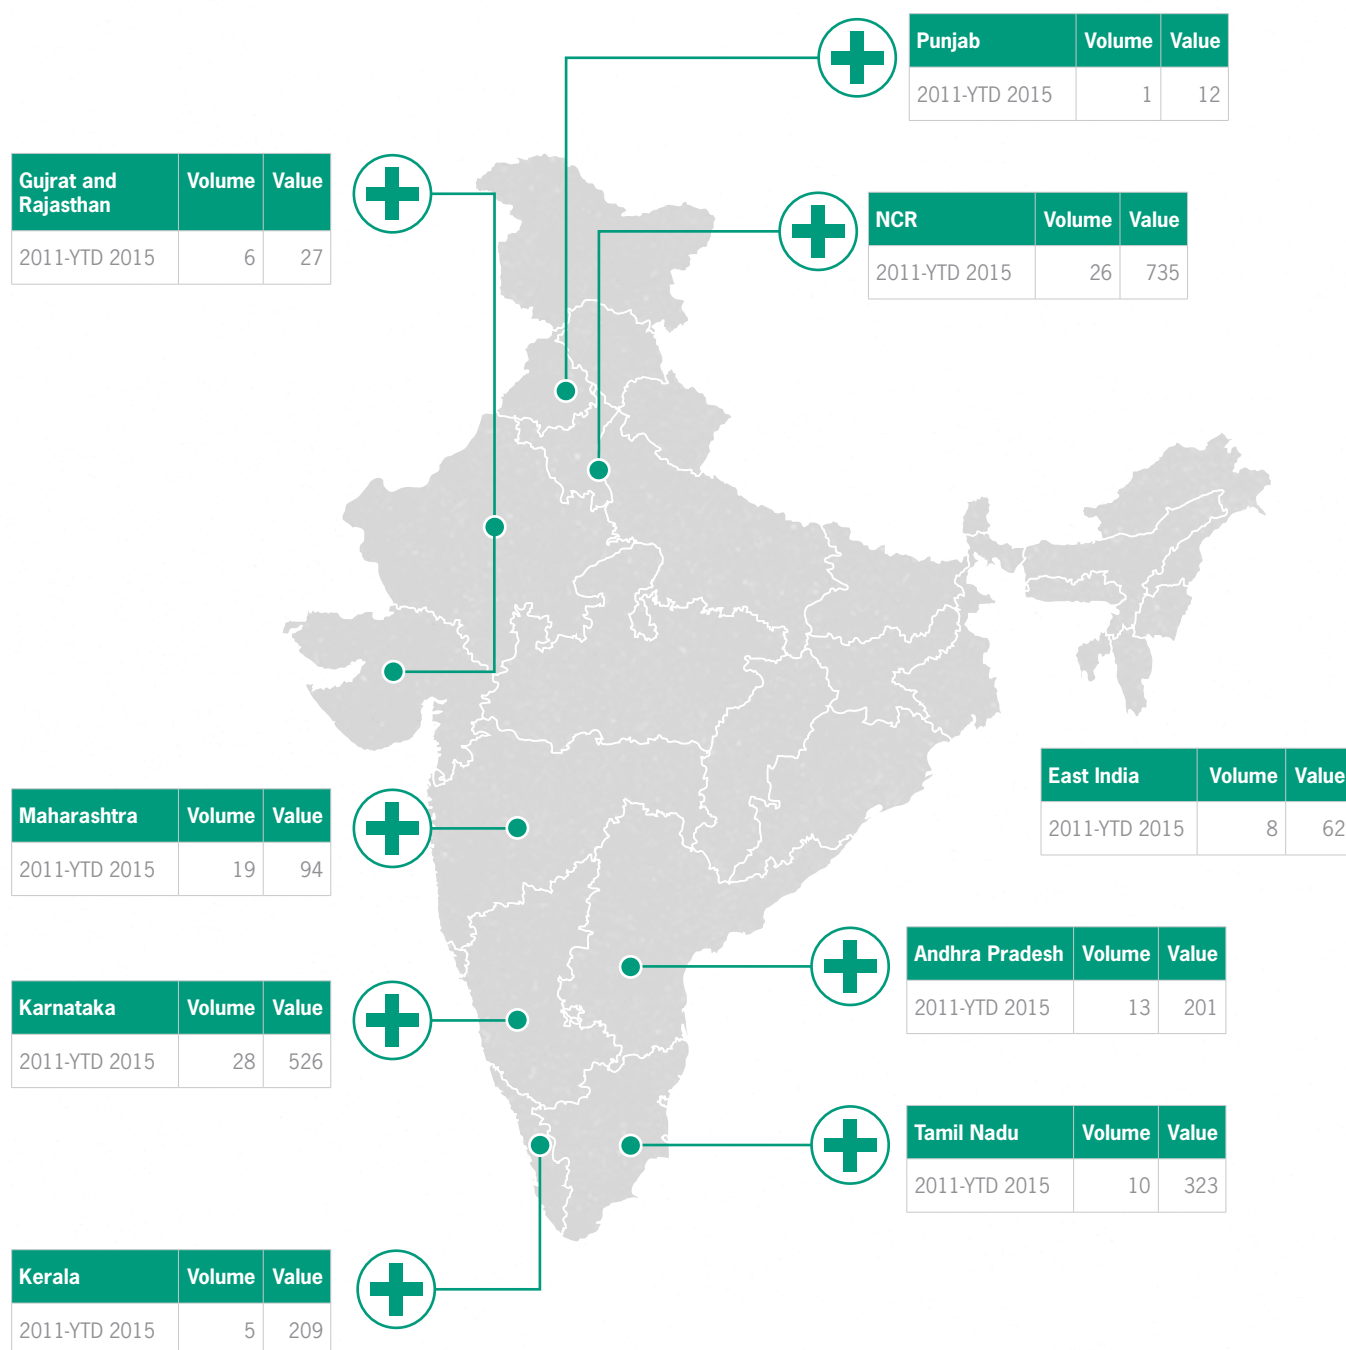 Punjab Volume Value
2011-YTD 2015 1 12
Gujrat and Volume Value
Rajasthan
2011-YTD 2015 6 27
NCR Volume Value
2011-YTD 2015 26 735
East India Volume Value
2011-YTD 2015 8 62
Maharashtra Volume Value
2011-YTD 2015 19 94
Andhra Pradesh Volume Value
2011-YTD 2015 13 201
Karnataka Volume Value
2011-YTD 2015 28 526
Tamil Nadu Volume Value
2011-YTD 2015 10 323
Kerala Volume Value
2011-YTD 2015 5 209